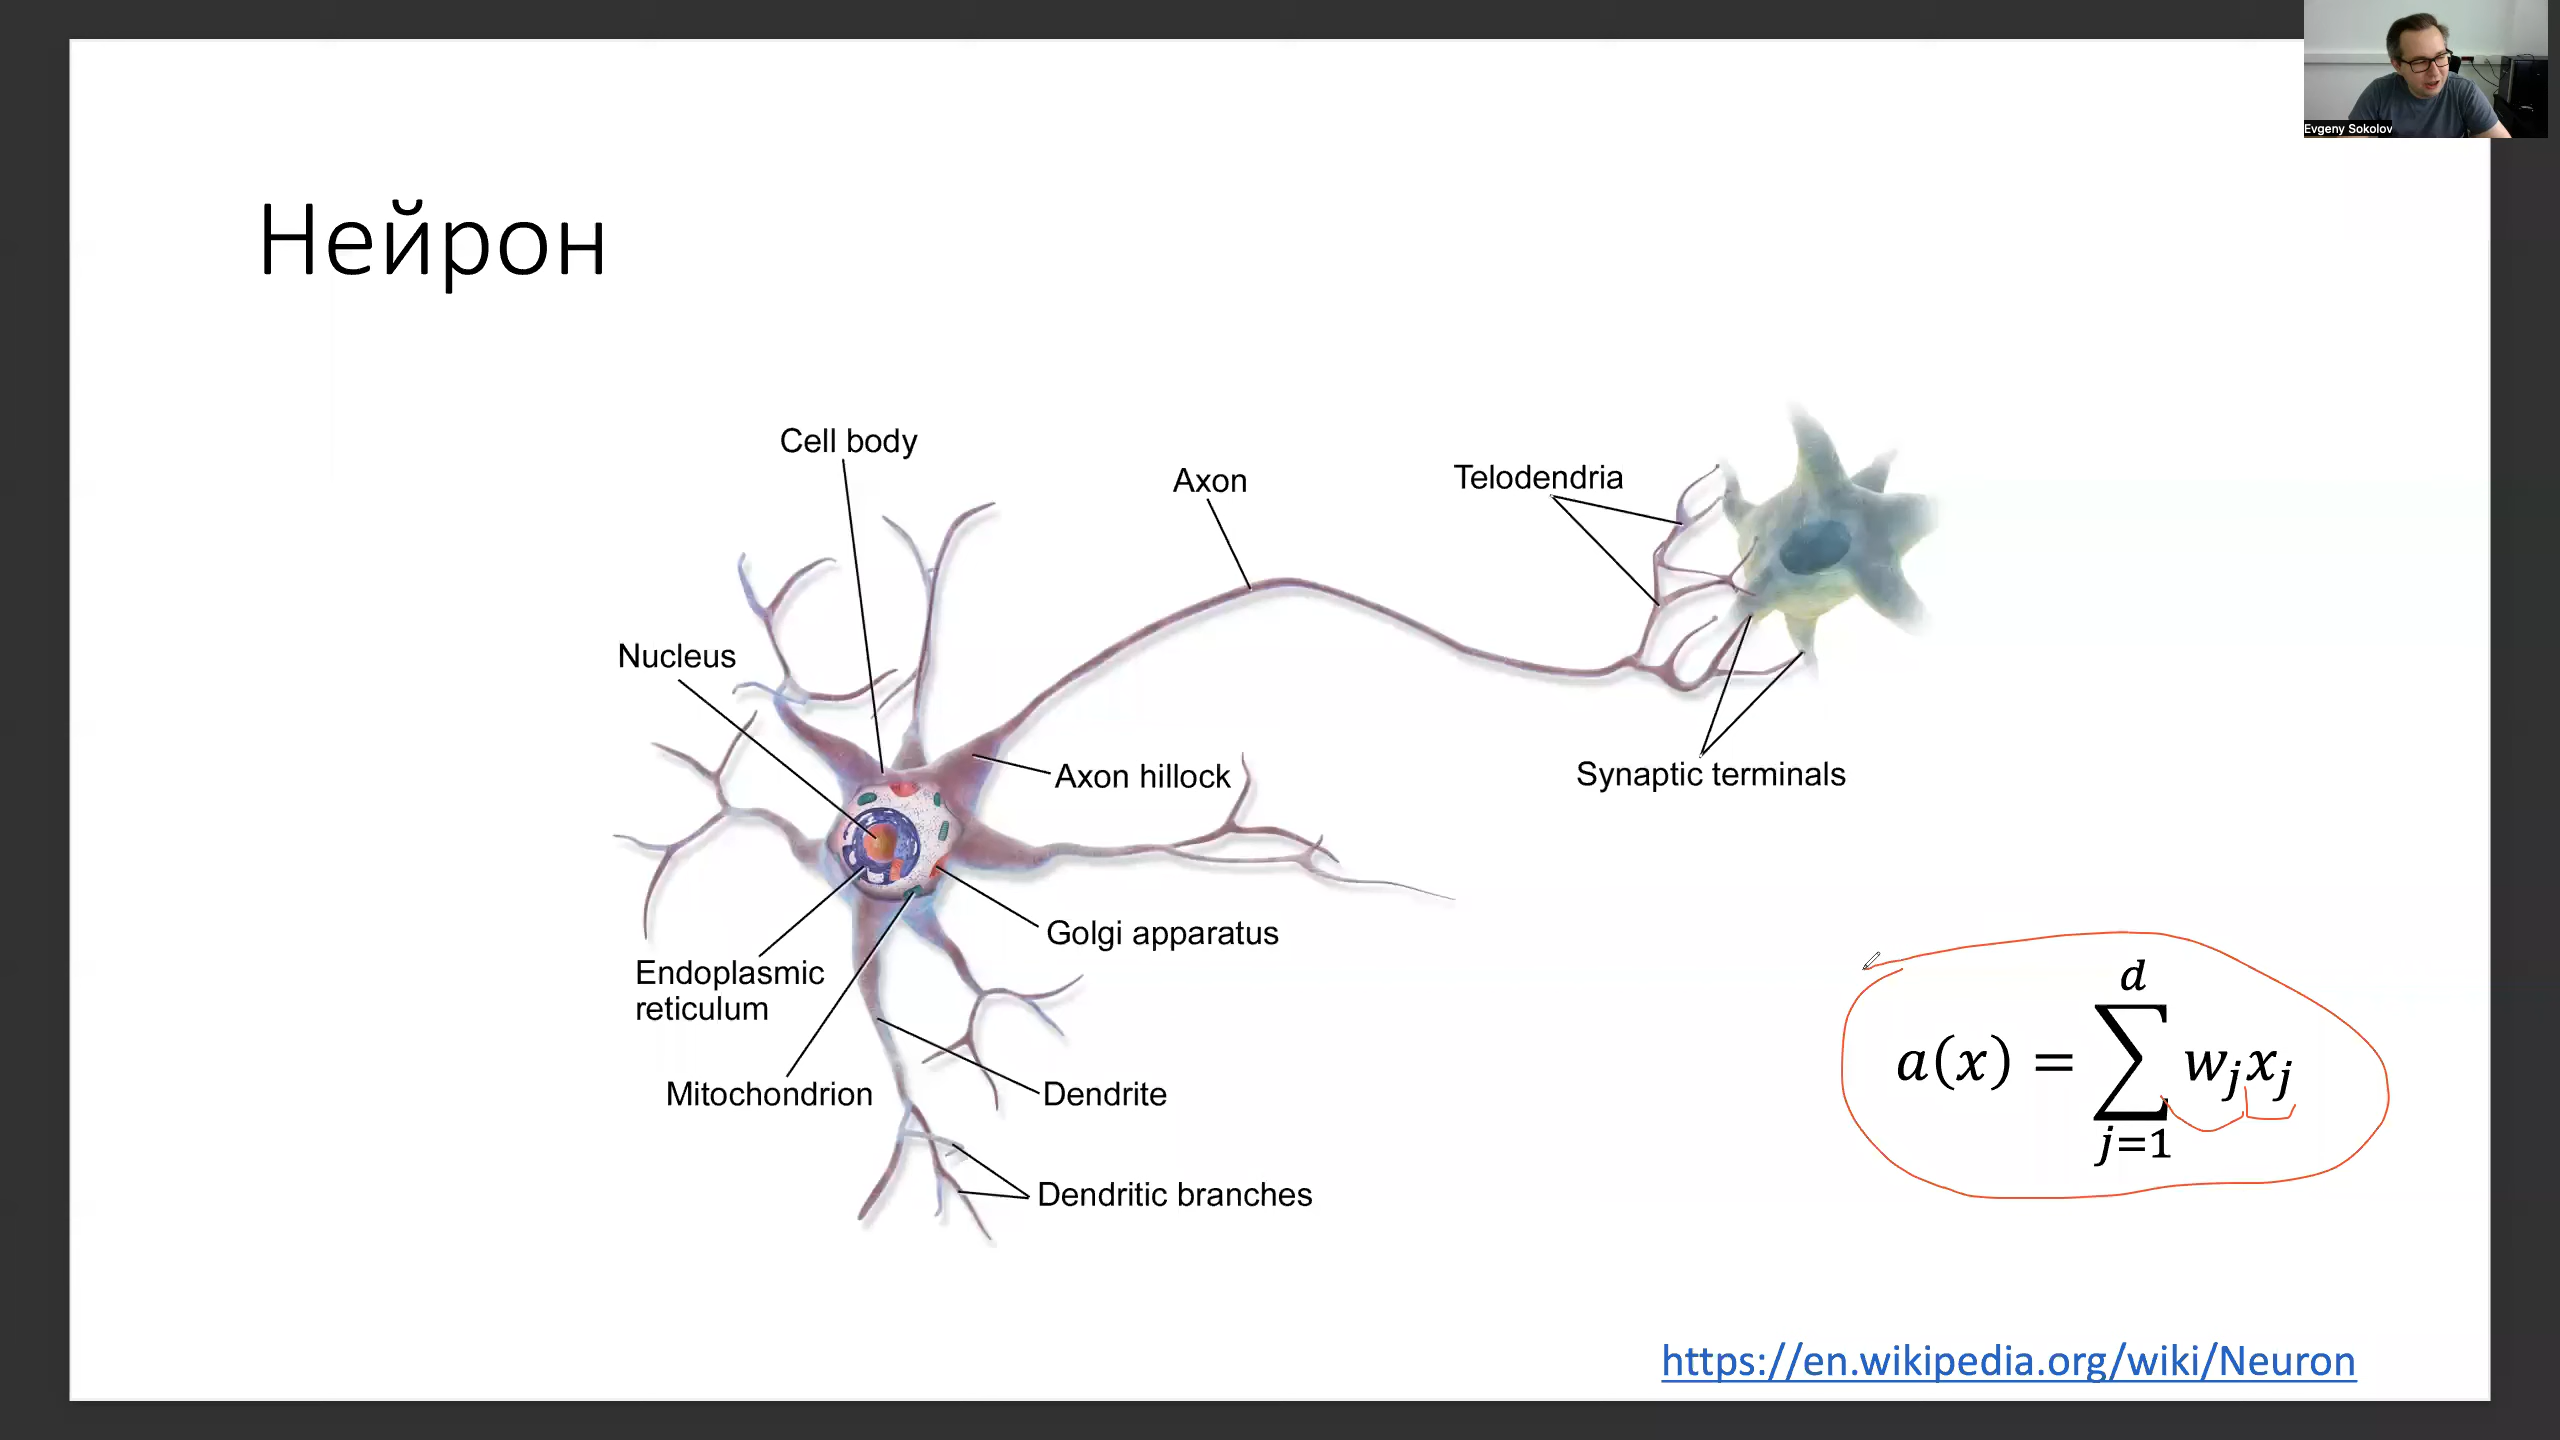 Evgeny Sokolov
Нейрон
Cell body
Axon
Telodendria
Nucleus
Axon hillock
Synaptic terminals
Golgi apparatus
Endoplasmic
reticulum
Mitochondrion
Dendrite
Dendritic branches
a(x) = \sum_{j=1}^{d} w_j x_j
https://en.wikipedia.org/wiki/Neuron